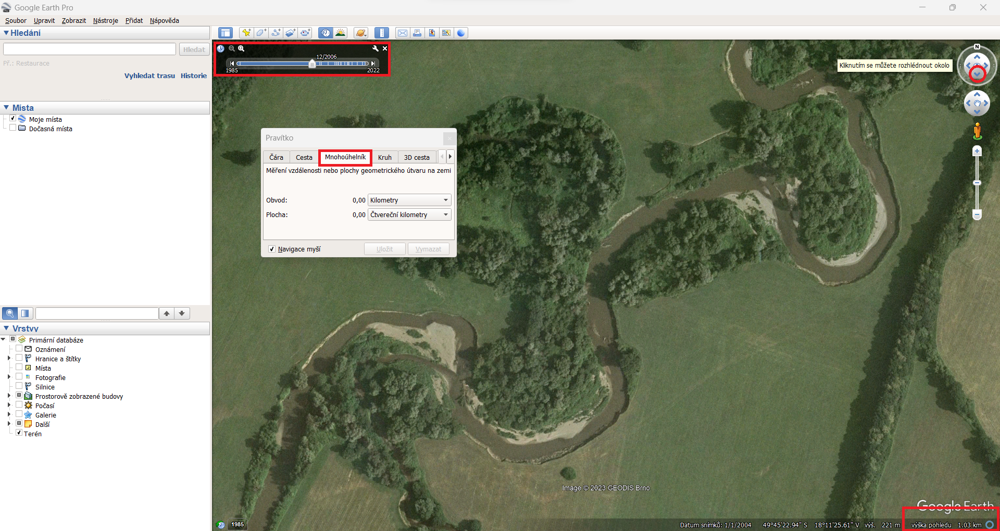 Google Earth Pro
Soubor Upravit Zobrazit Nástroje Přidat Nápověda
Hledání
Hledat
Př.: Restaurace
Vyhledat trasu Historie
Místa
Moje místa
Dočasná místa
Vrstvy
Primární databáze
Oznámení
Hranice a štítky
Místa
Fotografie
Silnice
Prostorově zobrazené budovy
Počasí
Galerie
Další
Terén
12/2006
1985 2022
Kliknutím se můžete rozhlédnout okolo
N
Pravítko
Čára Cesta Mnohoúhelník Kruh 3D cesta
Měření vzdálenosti nebo plochy geometrického útvaru na zemi
Obvod: 0,00 Kilometry
Plocha: 0,00 Čtvereční kilometry
Navigace myší Uložit Vymazat
Image © 2023 GEODIS Brno
Google Earth
1985
Datum snímků: 1/1/2004 49°45'22.94" S 18°11'25.61" V výš. 221 m výška pohledu 1.03 km